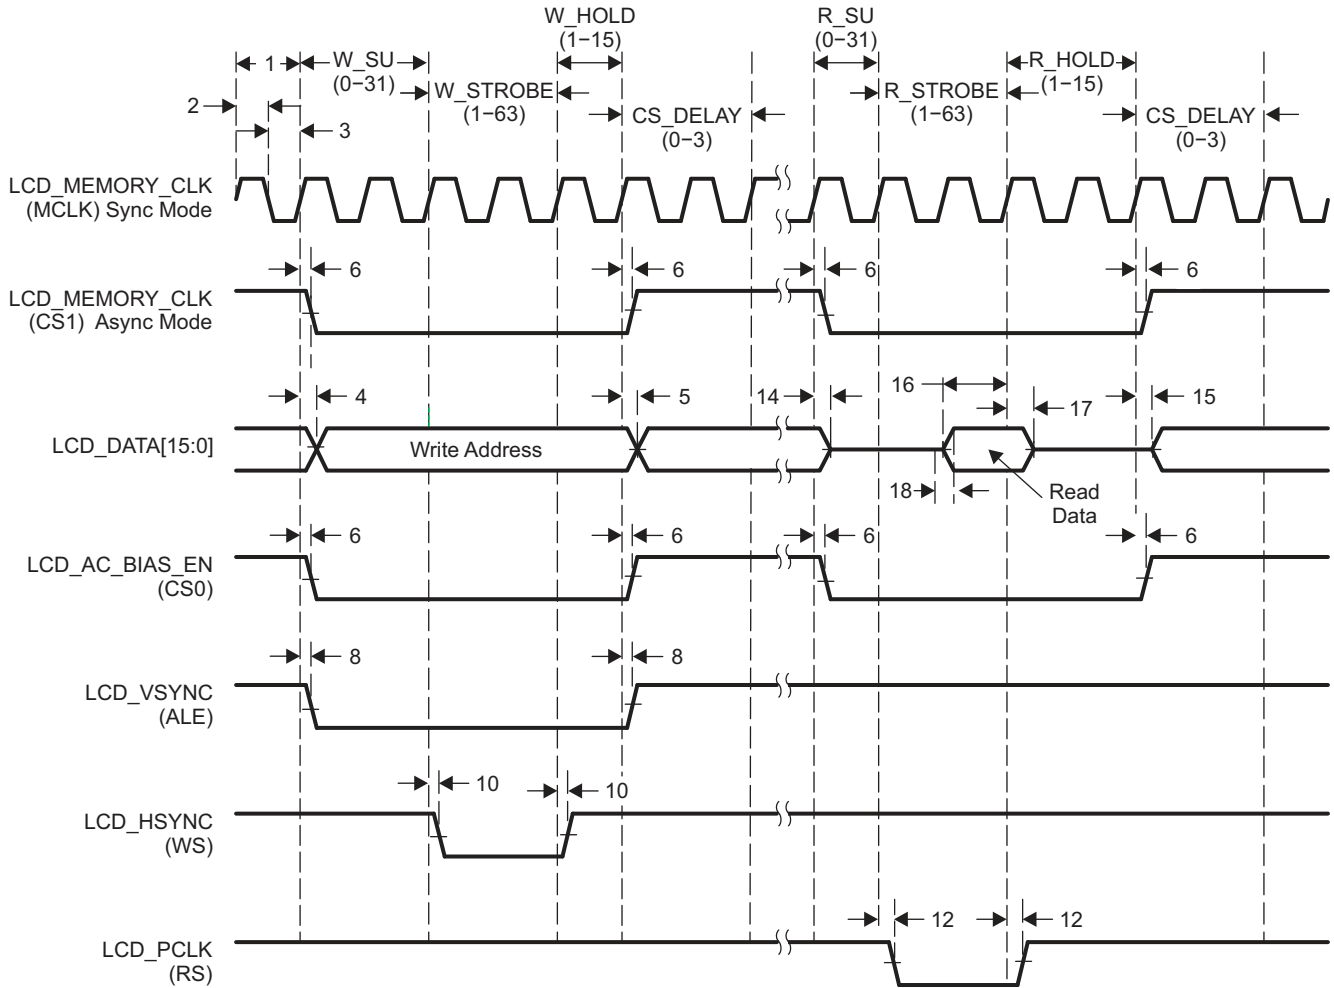 W_HOLD
(1−15)
R_SU
(0−31)
1
W_SU
(0−31)
R_HOLD
(1−15)
2
W_STROBE
(1−63)
R_STROBE
(1−63)
3
CS_DELAY
(0−3)
CS_DELAY
(0−3)
LCD_MEMORY_CLK
(MCLK) Sync Mode
6
6
6
6
LCD_MEMORY_CLK
(CS1) Async Mode
4
5
14
16
17
15
LCD_DATA[15:0]
Write Address
18
Read
Data
6
6
6
6
LCD_AC_BIAS_EN
(CS0)
8
8
LCD_VSYNC
(ALE)
10
10
LCD_HSYNC
(WS)
12
12
LCD_PCLK
(RS)